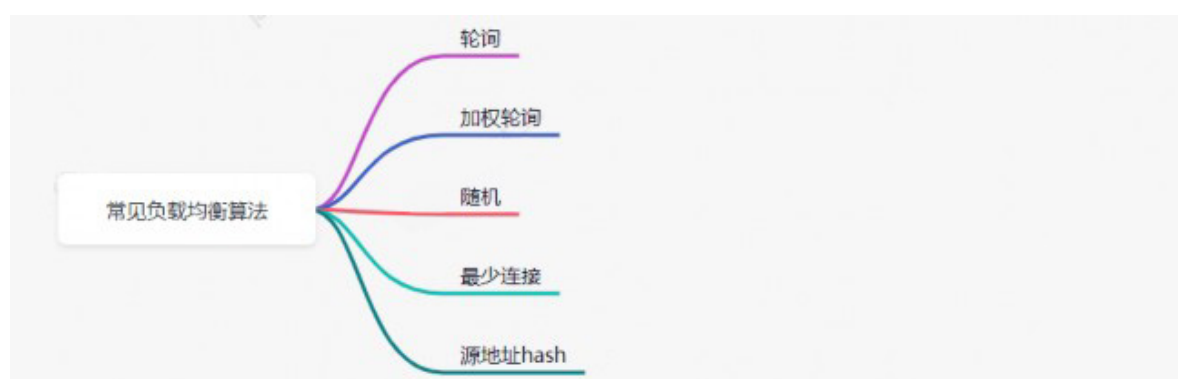 轮询
加权轮询
随机
常见负载均衡算法
最少连接
源地址hash